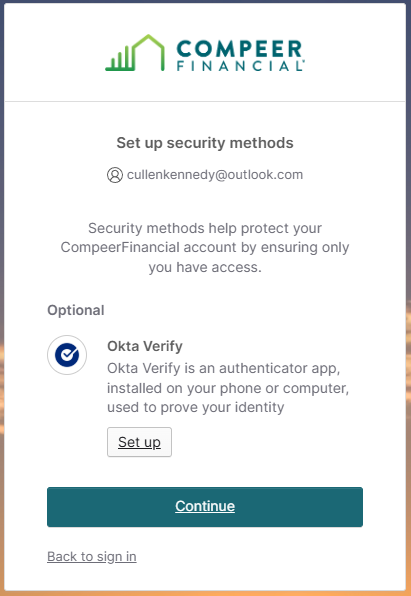 COMPEER
FINANCIAL®
Set up security methods
cullenkennedy@outlook.com
Security methods help protect your
CompeerFinancial account by ensuring only
you have access.
Optional
Okta Verify
Okta Verify is an authenticator app,
installed on your phone or computer,
used to prove your identity
Set up
Continue
Back to sign in